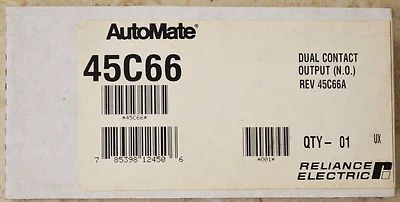 AutoMate®
45C66
*45C66*
7 85398 12450 6
DUAL CONTACT
OUTPUT (N.O.)
REV 45C66A
*001*
QTY- 01 UX
RELIANCE
ELECTRIC